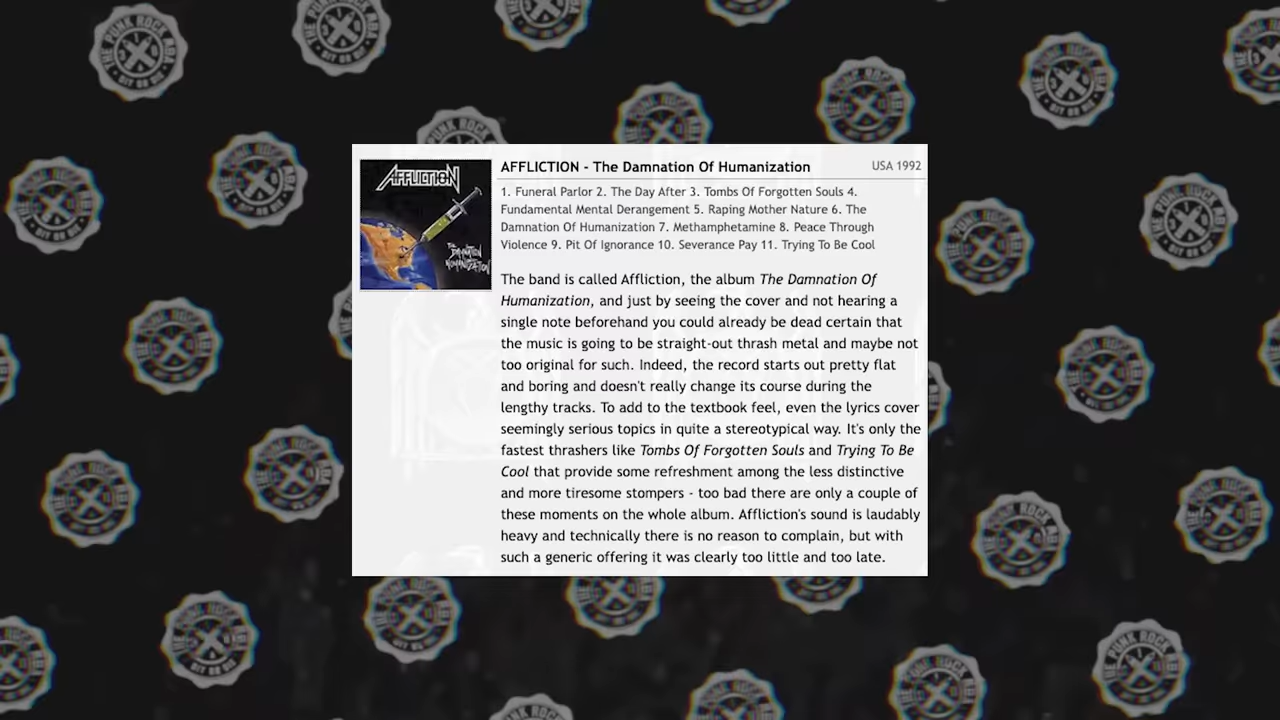 AFFLICTION - The Damnation Of Humanization
USA 1992
1. Funeral Parlor 2. The Day After 3. Tombs Of Forgotten Souls 4.
Fundamental Mental Derangement 5. Raping Mother Nature 6. The
Damnation Of Humanization 7. Methamphetamine 8. Peace Through
Violence 9. Pit Of Ignorance 10. Severance Pay 11. Trying To Be Cool
AFFLICTION
THE
DAMNATION
OF
HUMANIZATION
The band is called Affliction, the album The Damnation Of
Humanization, and just by seeing the cover and not hearing a
single note beforehand you could already be dead certain that
the music is going to be straight-out thrash metal and maybe not
too original for such. Indeed, the record starts out pretty flat
and boring and doesn't really change its course during the
lengthy tracks. To add to the textbook feel, even the lyrics cover
seemingly serious topics in quite a stereotypical way. It's only the
fastest thrashers like Tombs Of Forgotten Souls and Trying To Be
Cool that provide some refreshment among the less distinctive
and more tiresome stompers - too bad there are only a couple of
these moments on the whole album. Affliction's sound is laudably
heavy and technically there is no reason to complain, but with
such a generic offering it was clearly too little and too late.
THE PUNK ROCK MBA